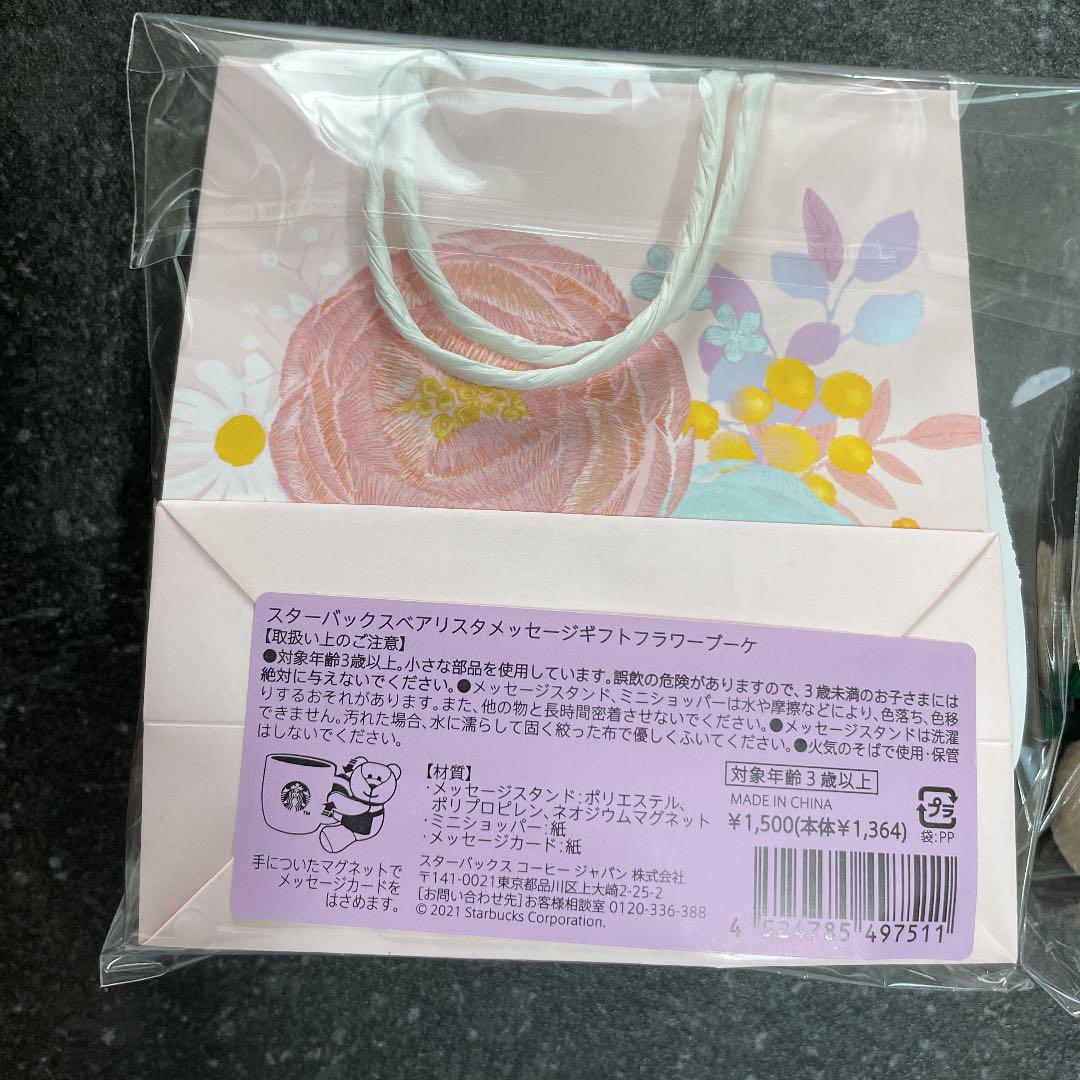 スターバックスベアリスタメッセージギフトフラワーブーケ
【取扱い上のご注意】
●対象年齢3歳以上。小さな部品を使用しています。誤飲の危険がありますので、3歳未満のお子さまには
絶対に与えないでください。●メッセージスタンド、ミニショッパーは水や摩擦などにより、色落ち、色移
りするおそれがあります。また、他の物と長時間密着させないでください。●メッセージスタンドは洗濯
できません。汚れた場合、水に濡らして固く絞った布で優しくふいてください。●火気のそばで使用・保管
はしないでください。
TM
手についたマグネットで
メッセージカードを
はさめます。
【材質】
・メッセージスタンド:ポリエステル、
ポリプロピレン、ネオジウムマグネット
・ミニショッパー:紙
・メッセージカード:紙
スターバックス コーヒー ジャパン 株式会社
〒141-0021東京都品川区上大崎2-25-2
[お問い合わせ先]お客様相談室 0120-336-388
© 2021 Starbucks Corporation.
対象年齢3歳以上
MADE IN CHINA
¥1,500(本体¥1,364)
プラ
袋:PP
4 524785 497511